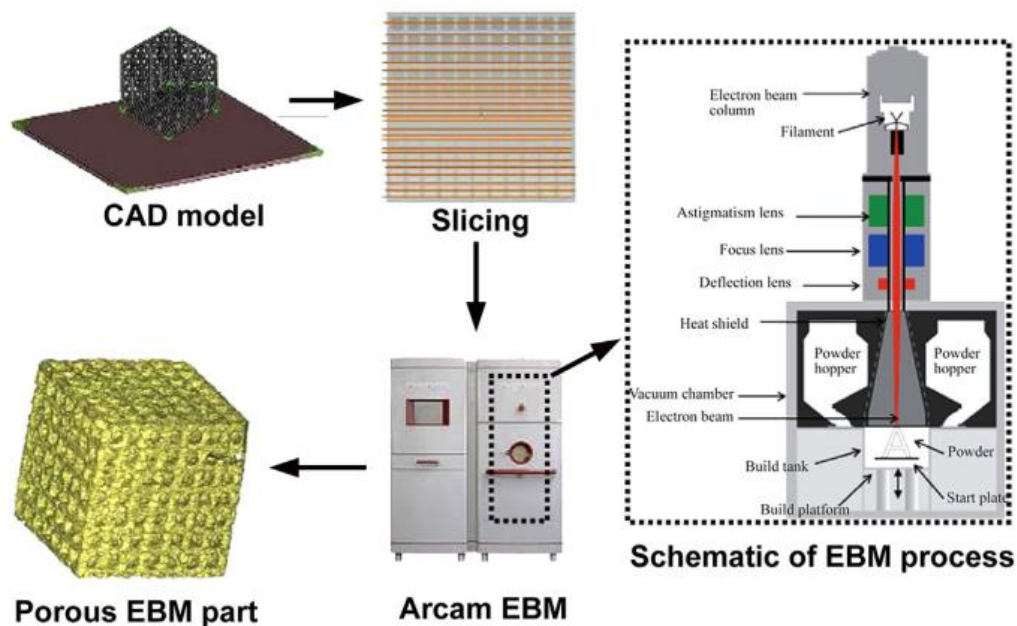 CAD model
Slicing
Electron beam
column
Filament
Astigmatism lens
Focus lens
Deflection lens
Heat shield
Powder
hopper
Powder
hopper
Vacuum chamber
Electron beam
Powder
Build tank
Start plate
Build platform
Schematic of EBM process
Arcam EBM
Porous EBM part